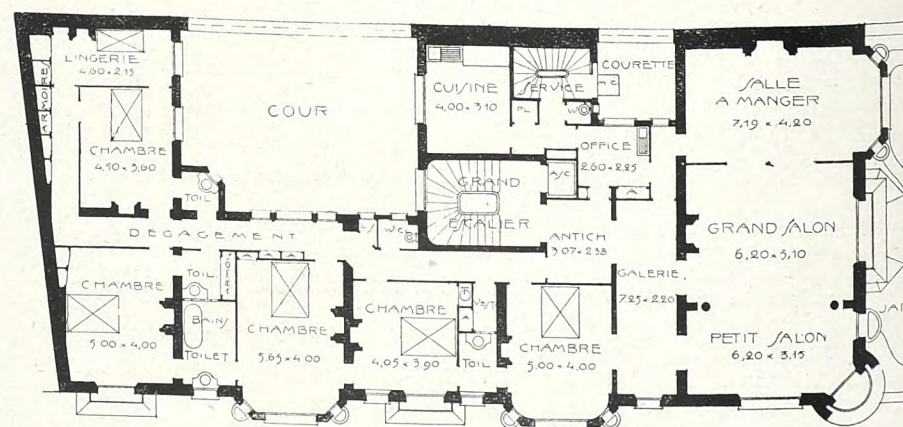 LINGERIE
4,60 x 2.15
ARMOIRES
CHAMBRE
4,50 x 3,60
COUR
TOIL
DEGAGEMENT
CUISINE
4,00 x 3.10
SERVICE
PL
W
COURETTE
MC
OFFICE
2.60 x 2.25
A/C
GRAND
ESCALIER
WC
ANTICH
3,07 x 2.38
SALLE
A MANGER
7,19 x 4,20
GRAND SALON
6,20 x 5,10
GALERIE
7.25 x 2,20
PETIT SALON
6,20 x 3.15
JAR
CHAMBRE
5.00 x 4,00
TOIL.
ARMO
BAINS
TOILET
CHAMBRE
5,65 x 4.00
CHAMBRE
4,05 x 3.90
VEST
TOIL
CHAMBRE
5,00 x 4,00